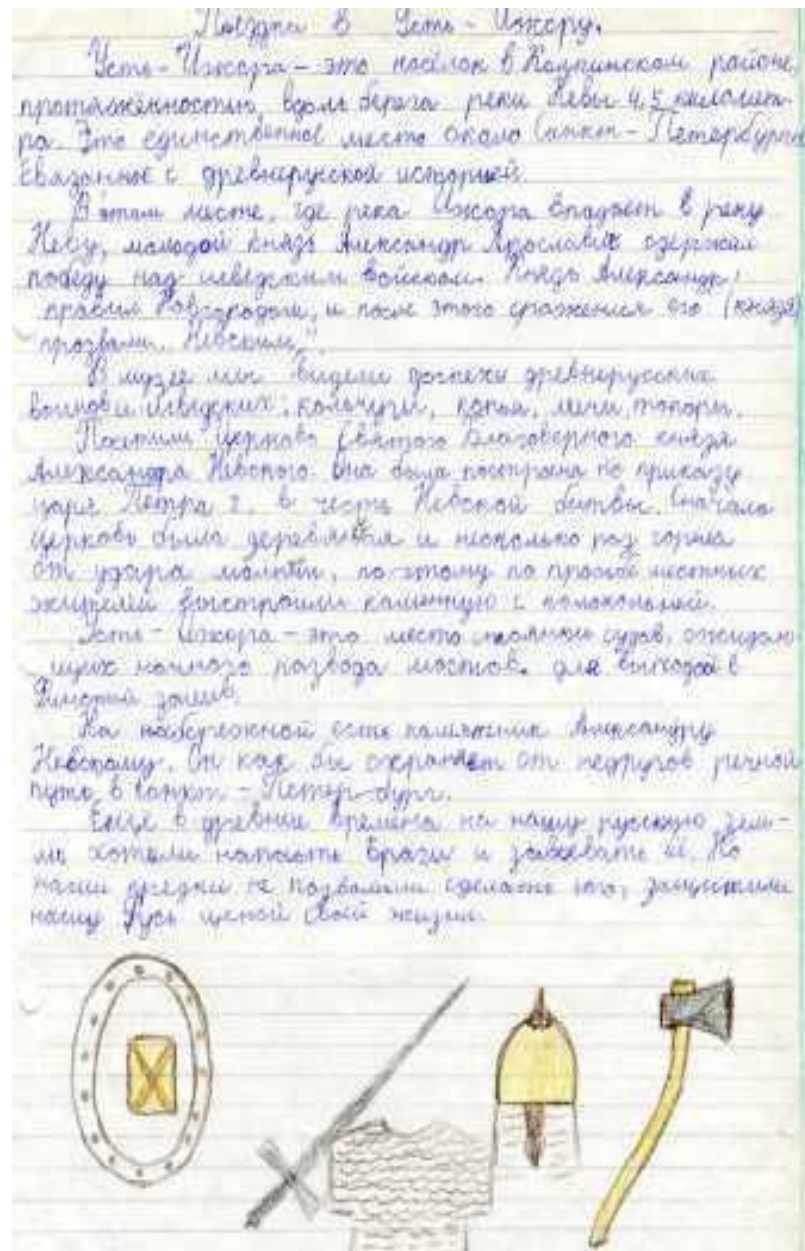 Поездка в Усть-Ижору.
Усть-Ижора – это посёлок в Колпинском районе,
протяжённостью, вдоль берега реки Невы 4,5 километ-
ра. Это единственное место около Санкт-Петербурга
связанное с древнерусской историей.
В этом месте, где река Ижора впадает в реку
Неву, молодой князь Александр Ярославич одержал
победу над шведским войском. Князь Александр
правил Новгородом, и после этого сражения его (князя)
прозвали „Невским".
В музее мы видели доспехи древнерусских
воинов и шведских: кольчуги, копья, мечи, топоры.
Посетили церковь Святого Благоверного князя
Александра Невского. Она была построена по приказу
царя Петра I, в честь Невской битвы. Сначала
церковь была деревянная и несколько раз горела
от удара молнии, по-этому по просьбе местных
жителей выстроили каменную с колокольней.
Усть-Ижора – это место стоянки судов, ожидаю-
щих ночного развода мостов, для выхода в
Финский залив.
На набережной есть памятник Александру
Невскому. Он как бы охраняет от недругов речной
путь в Санкт-Петер-бург.
Ещё в древние времена на нашу русскую зем-
лю хотели напасть враги и завоевать её. Но
наши предки не позволили сделать это, защитили
нашу Русь ценой свой жизни.